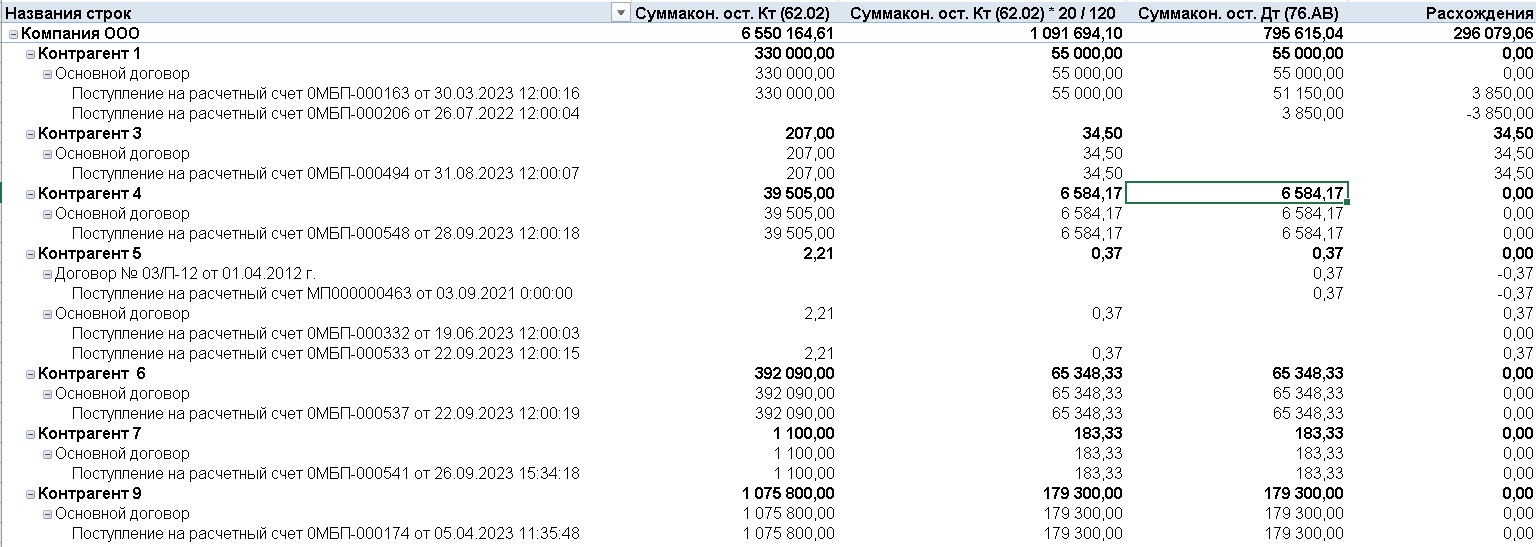 Названия строк Суммакон. ост. Кт (62.02) Суммакон. ост. Кт (62.02) * 20 / 120 Суммакон. ост. Дт (76.АВ) Расхождения
Компания ООО 6 550 164,61 1 091 694,10 795 615,04 296 079,06
Контрагент 1 330 000,00 55 000,00 55 000,00 0,00
Основной договор 330 000,00 55 000,00 55 000,00 0,00
Поступление на расчетный счет 0МБП-000163 от 30.03.2023 12:00:16 330 000,00 55 000,00 51 150,00 3 850,00
Поступление на расчетный счет 0МБП-000206 от 26.07.2022 12:00:04 3 850,00 -3 850,00
Контрагент 3 207,00 34,50 34,50
Основной договор 207,00 34,50 34,50
Поступление на расчетный счет 0МБП-000494 от 31.08.2023 12:00:07 207,00 34,50 34,50
Контрагент 4 39 505,00 6 584,17 6 584,17 0,00
Основной договор 39 505,00 6 584,17 6 584,17 0,00
Поступление на расчетный счет 0МБП-000548 от 28.09.2023 12:00:18 39 505,00 6 584,17 6 584,17 0,00
Контрагент 5 2,21 0,37 0,37 0,00
Договор № 03/П-12 от 01.04.2012 г. 0,37 -0,37
Поступление на расчетный счет МП000000463 от 03.09.2021 0:00:00 0,37 -0,37
Основной договор 2,21 0,37 0,37
Поступление на расчетный счет 0МБП-000332 от 19.06.2023 12:00:03 0,00
Поступление на расчетный счет 0МБП-000533 от 22.09.2023 12:00:15 2,21 0,37 0,37
Контрагент 6 392 090,00 65 348,33 65 348,33 0,00
Основной договор 392 090,00 65 348,33 65 348,33 0,00
Поступление на расчетный счет 0МБП-000537 от 22.09.2023 12:00:19 392 090,00 65 348,33 65 348,33 0,00
Контрагент 7 1 100,00 183,33 183,33 0,00
Основной договор 1 100,00 183,33 183,33 0,00
Поступление на расчетный счет 0МБП-000541 от 26.09.2023 15:34:18 1 100,00 183,33 183,33 0,00
Контрагент 9 1 075 800,00 179 300,00 179 300,00 0,00
Основной договор 1 075 800,00 179 300,00 179 300,00 0,00
Поступление на расчетный счет 0МБП-000174 от 05.04.2023 11:35:48 1 075 800,00 179 300,00 179 300,00 0,00